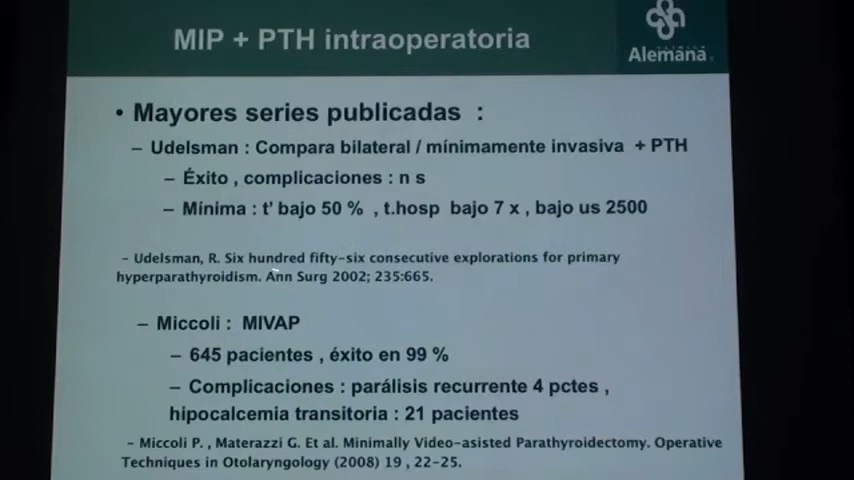 MIP + PTH intraoperatoria
Alemana
• Mayores series publicadas :
– Udelsman : Compara bilateral / mínimamente invasiva + PTH
– Éxito , complicaciones : n s
– Mínima : t' bajo 50 % , t.hosp bajo 7 x , bajo us 2500
– Udelsman, R. Six hundred fifty-six consecutive explorations for primary
hyperparathyroidism. Ann Surg 2002; 235:665.
– Miccoli : MIVAP
– 645 pacientes , éxito en 99 %
– Complicaciones : parálisis recurrente 4 pctes ,
hipocalcemia transitoria : 21 pacientes
– Miccoli P. , Materazzi G. Et al. Minimally Video-asisted Parathyroidectomy. Operative
Techniques in Otolaryngology (2008) 19 , 22-25.